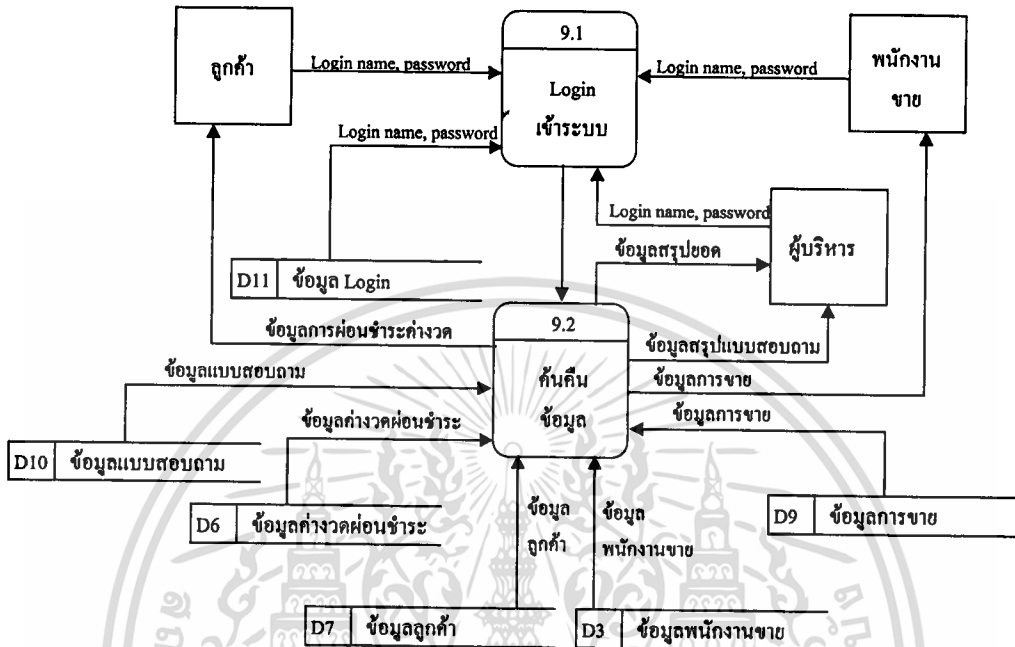 9.1
ลูกค้า
Login name, password
Login
เข้าระบบ
Login name, password
พนักงาน
ขาย
Login name, password
Login name, password
ข้อมูลสรุปยอด
ผู้บริหาร
D11 ข้อมูล Login
9.2
ข้อมูลการผ่อนชำระค่างวด
ข้อมูลสรุปแบบสอบถาม
ข้อมูลแบบสอบถาม
ค้นคืน
ข้อมูล
ข้อมูลการขาย
ข้อมูลการขาย
ข้อมูลค่างวดผ่อนชำระ
D10 ข้อมูลแบบสอบถาม
D6 ข้อมูลค่างวดผ่อนชำระ
ข้อมูล
ลูกค้า
ข้อมูล
พนักงานขาย
D9 ข้อมูลการขาย
D7 ข้อมูลลูกค้า
D3 ข้อมูลพนักงานขาย